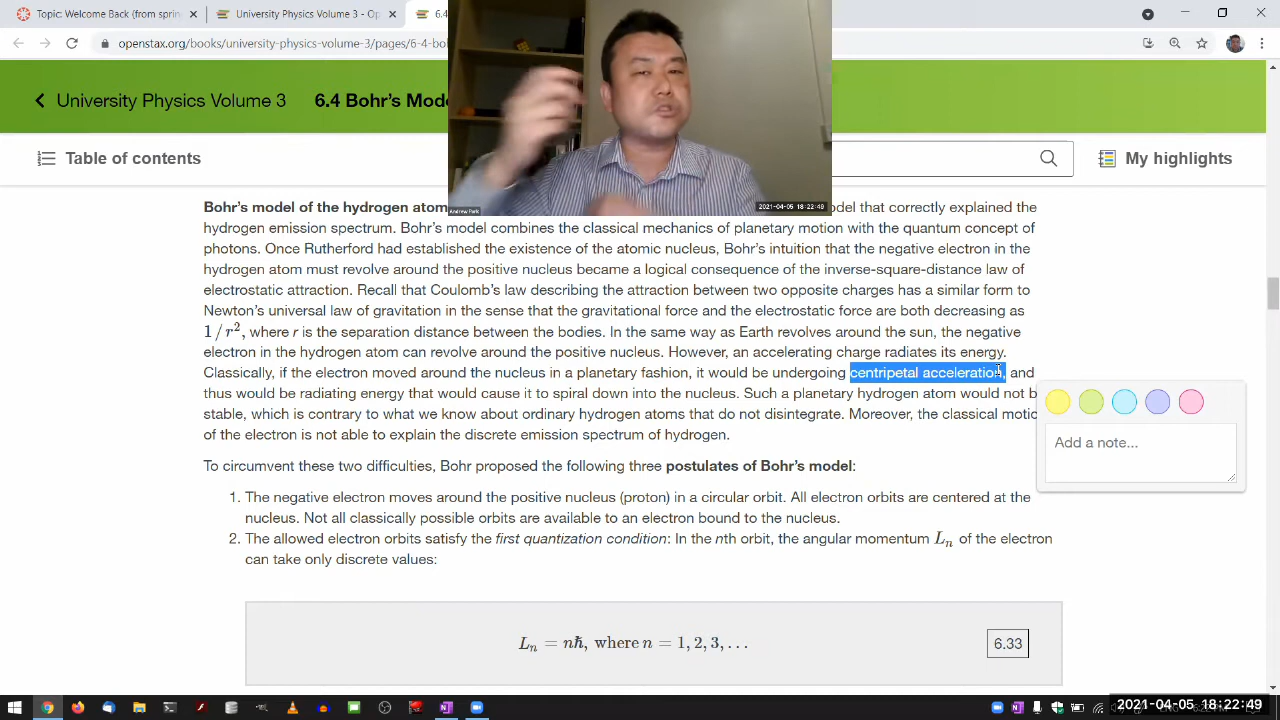 Topic: Welcome Back (from sprin
University Physics Volume 3 - Op
6.4
openstax.org/books/university-physics-volume-3/pages/6-4-bo
University Physics Volume 3
6.4 Bohr's Mode
Table of contents
My highlights
Andrew Park
2021-04-05 18:22:49
Bohr's model of the hydrogen atom
odel that correctly explained the
hydrogen emission spectrum. Bohr's model combines the classical mechanics of planetary motion with the quantum concept of
photons. Once Rutherford had established the existence of the atomic nucleus, Bohr's intuition that the negative electron in the
hydrogen atom must revolve around the positive nucleus became a logical consequence of the inverse-square-distance law of
electrostatic attraction. Recall that Coulomb's law describing the attraction between two opposite charges has a similar form to
Newton's universal law of gravitation in the sense that the gravitational force and the electrostatic force are both decreasing as
1/r², where r is the separation distance between the bodies. In the same way as Earth revolves around the sun, the negative
electron in the hydrogen atom can revolve around the positive nucleus. However, an accelerating charge radiates its energy.
Classically, if the electron moved around the nucleus in a planetary fashion, it would be undergoing centripetal acceleration, and
thus would be radiating energy that would cause it to spiral down into the nucleus. Such a planetary hydrogen atom would not b
stable, which is contrary to what we know about ordinary hydrogen atoms that do not disintegrate. Moreover, the classical motio
of the electron is not able to explain the discrete emission spectrum of hydrogen.
Add a note...
To circumvent these two difficulties, Bohr proposed the following three postulates of Bohr's model:
1. The negative electron moves around the positive nucleus (proton) in a circular orbit. All electron orbits are centered at the
nucleus. Not all classically possible orbits are available to an electron bound to the nucleus.
2. The allowed electron orbits satisfy the first quantization condition: In the nth orbit, the angular momentum Lₙ of the electron
can take only discrete values:
Lₙ = nℏ, where n = 1, 2, 3, . . .
6.33
2021-04-05 18:22:49